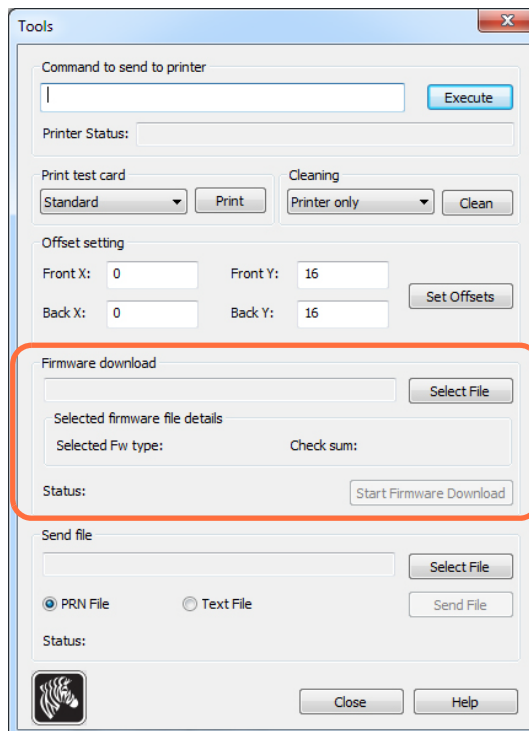 Tools
Command to send to printer
Execute
Printer Status:
Print test card
Cleaning
Standard
Print
Printer only
Clean
Offset setting
Front X: 0 Front Y: 16
Set Offsets
Back X: 0 Back Y: 16
Firmware download
Select File
Selected firmware file details
Selected Fw type: Check sum:
Status:
Start Firmware Download
Send file
Select File
PRN File Text File
Send File
Status:
Close Help